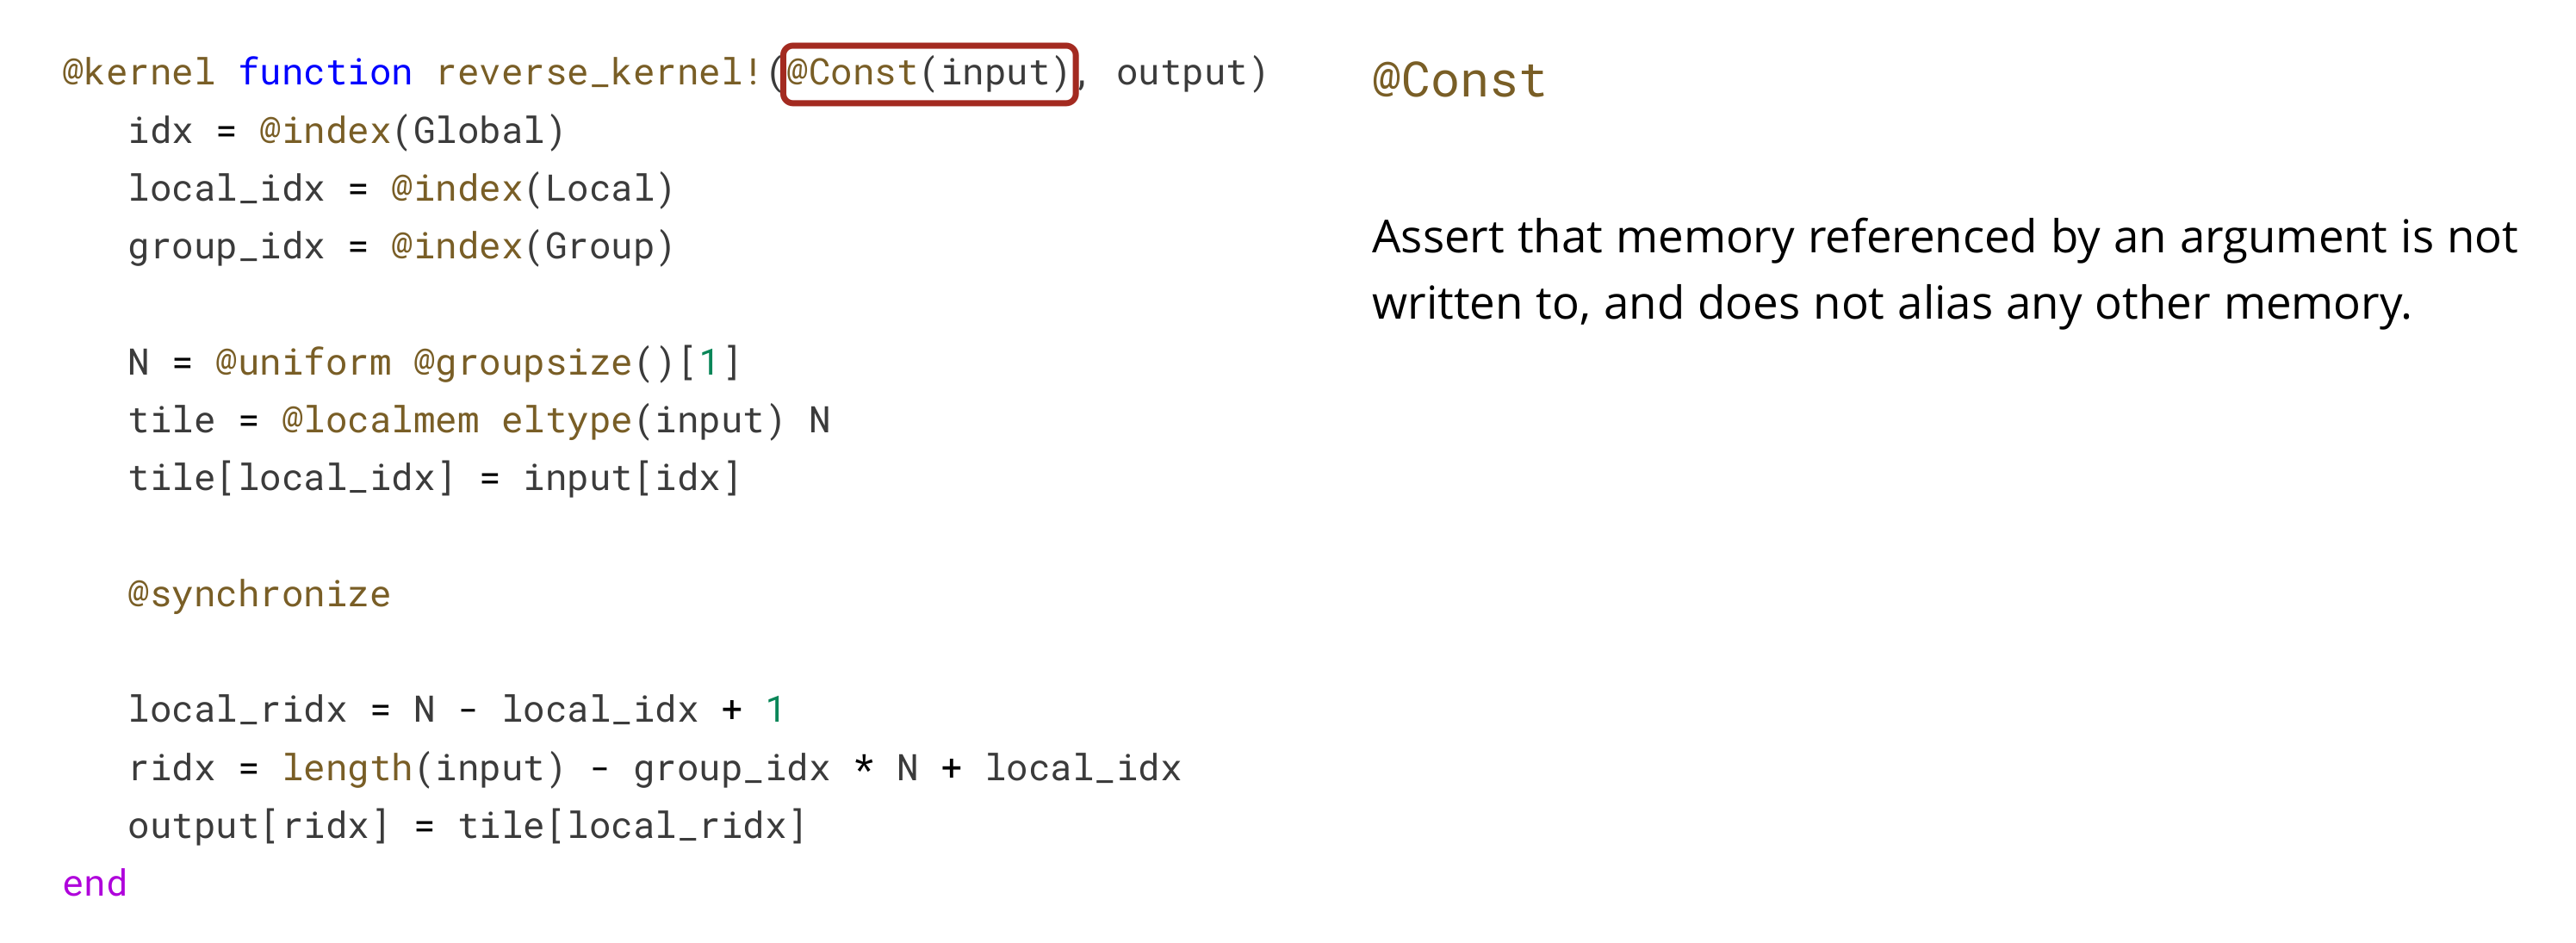 @kernel function reverse_kernel!(@Const(input), output)
idx = @index(Global)
local_idx = @index(Local)
group_idx = @index(Group)
N = @uniform @groupsize()[1]
tile = @localmem eltype(input) N
tile[local_idx] = input[idx]
@synchronize
local_ridx = N - local_idx + 1
ridx = length(input) - group_idx * N + local_idx
output[ridx] = tile[local_ridx]
end
@Const
Assert that memory referenced by an argument is not
written to, and does not alias any other memory.